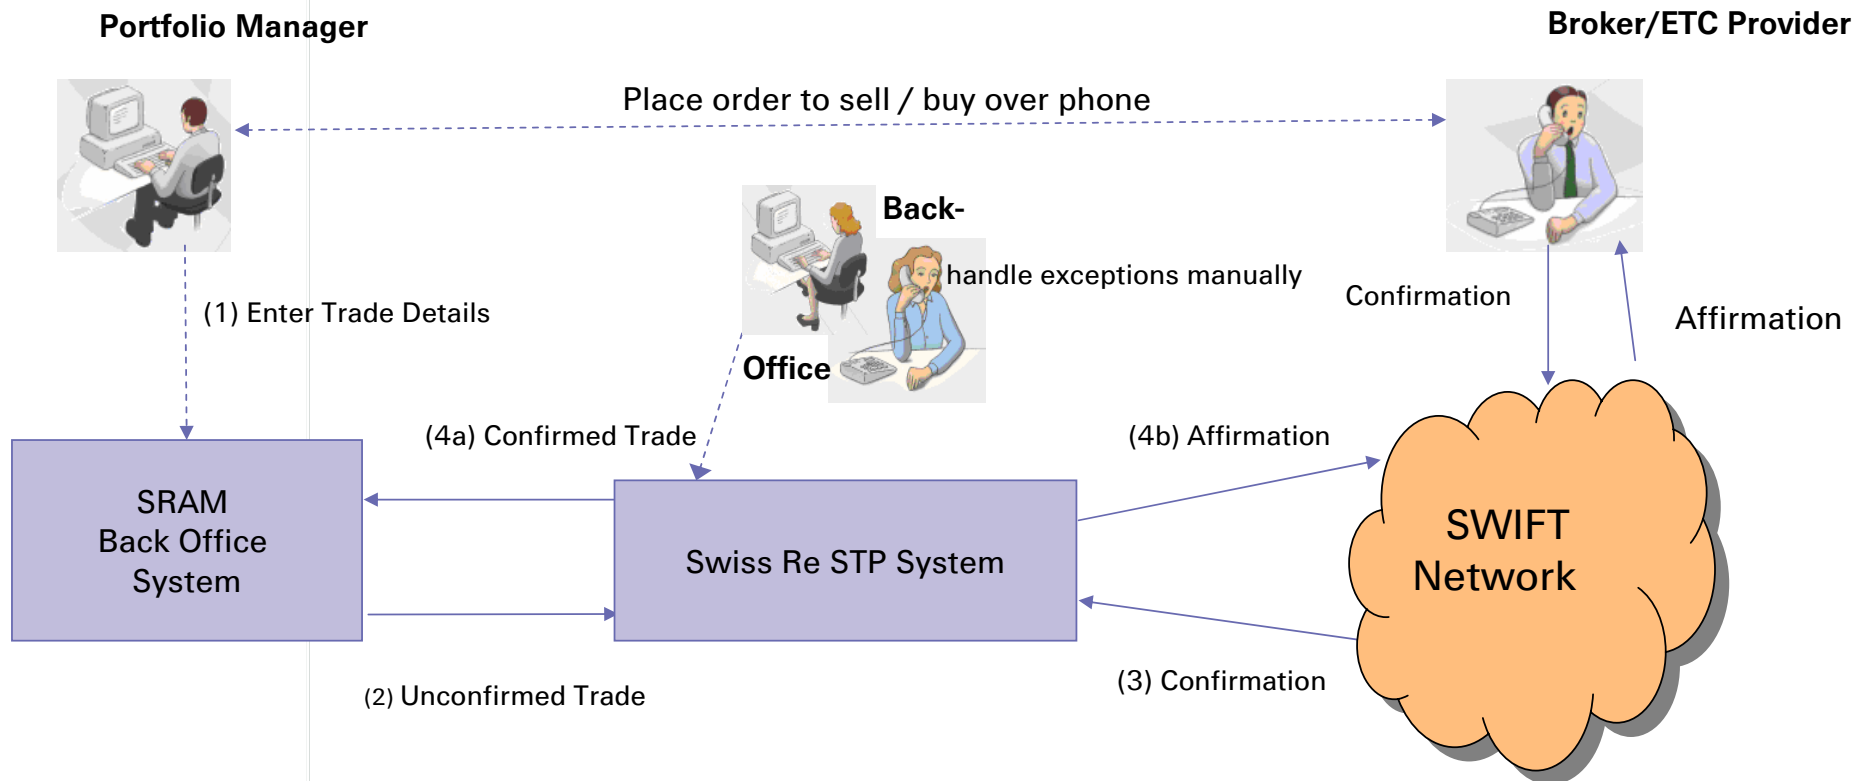 Portfolio Manager
Broker/ETC Provider
Place order to sell / buy over phone
Back-
handle exceptions manually
Office
(1) Enter Trade Details
Confirmation
Affirmation
(4a) Confirmed Trade
(4b) Affirmation
SRAM
Back Office
System
Swiss Re STP System
SWIFT
Network
(2) Unconfirmed Trade
(3) Confirmation